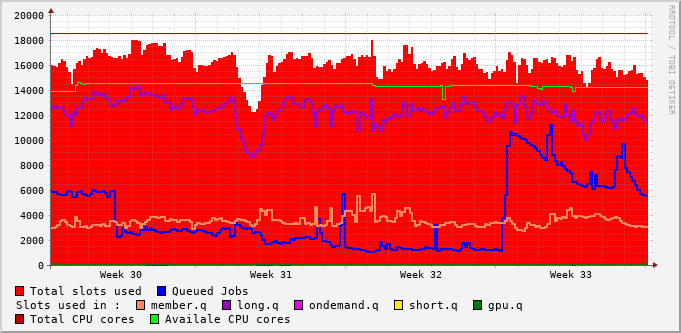 20000
18000
16000
14000
12000
10000
8000
6000
4000
2000
0
Week 30 Week 31 Week 32 Week 33
RRDTOOL / TOBI OETIKER
Total slots used Queued Jobs
Slots used in : member.q long.q ondemand.q short.q gpu.q
Total CPU cores Availale CPU cores